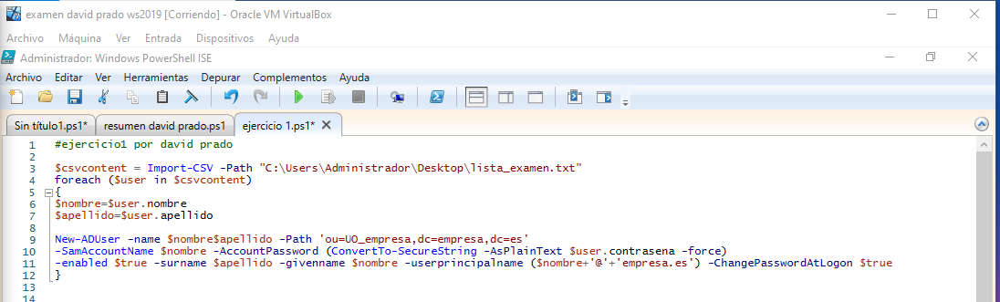 examen david prado ws2019 [Corriendo] - Oracle VM VirtualBox
Archivo Máquina Ver Entrada Dispositivos Ayuda
Administrador: Windows PowerShell ISE
Archivo Editar Ver Herramientas Depurar Complementos Ayuda
Sin título1.ps1* resumen david prado.ps1 ejercicio 1.ps1*
1 #ejercicio1 por david prado
2
3 $csvcontent = Import-CSV -Path "C:\Users\Administrador\Desktop\lista_examen.txt"
4 foreach ($user in $csvcontent)
5 {
6 $nombre=$user.nombre
7 $apellido=$user.apellido
8
9 New-ADUser -name $nombre$apellido -Path 'ou=UO_empresa,dc=empresa,dc=es'
10 -SamAccountName $nombre -AccountPassword (ConvertTo-SecureString -AsPlainText $user.contrasena -force)
11 -enabled $true -surname $apellido -givenname $nombre -userprincipalname ($nombre+'@'+'empresa.es') -ChangePasswordAtLogon $true
12 }
13
14